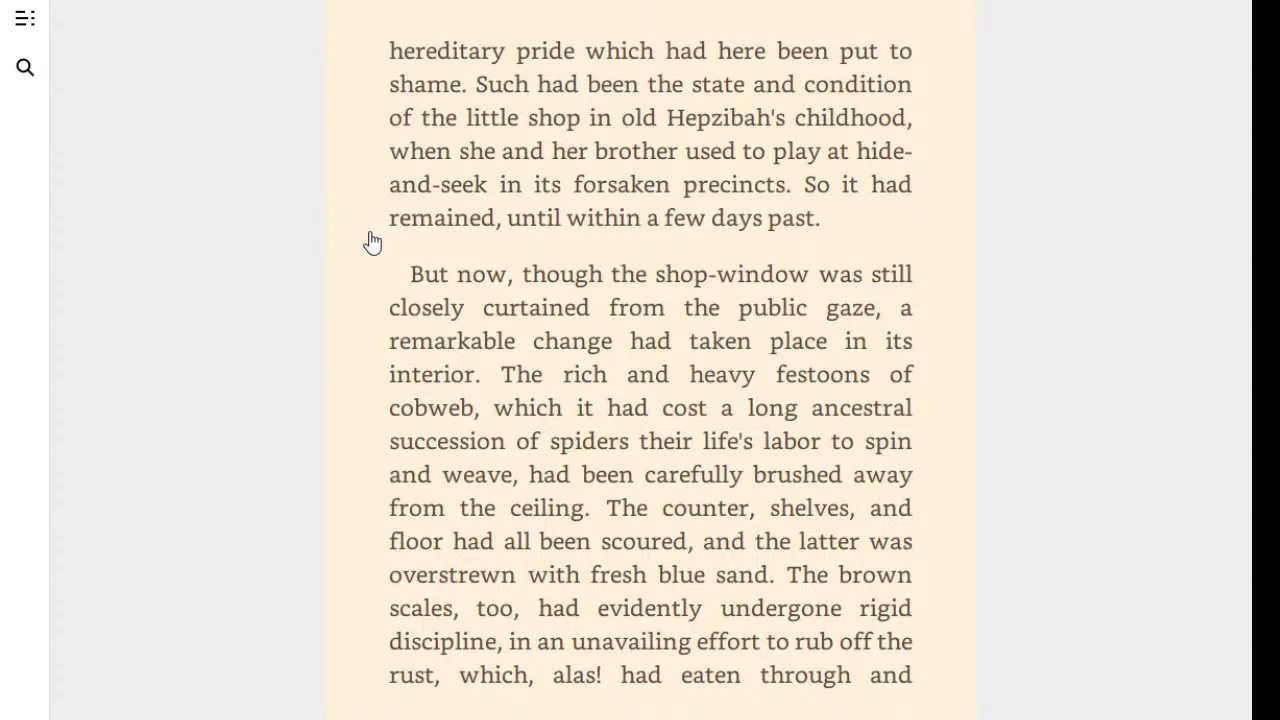 hereditary pride which had here been put to
shame. Such had been the state and condition
of the little shop in old Hepzibah's childhood,
when she and her brother used to play at hide-
and-seek in its forsaken precincts. So it had
remained, until within a few days past.
But now, though the shop-window was still
closely curtained from the public gaze, a
remarkable change had taken place in its
interior. The rich and heavy festoons of
cobweb, which it had cost a long ancestral
succession of spiders their life's labor to spin
and weave, had been carefully brushed away
from the ceiling. The counter, shelves, and
floor had all been scoured, and the latter was
overstrewn with fresh blue sand. The brown
scales, too, had evidently undergone rigid
discipline, in an unavailing effort to rub off the
rust, which, alas! had eaten through and